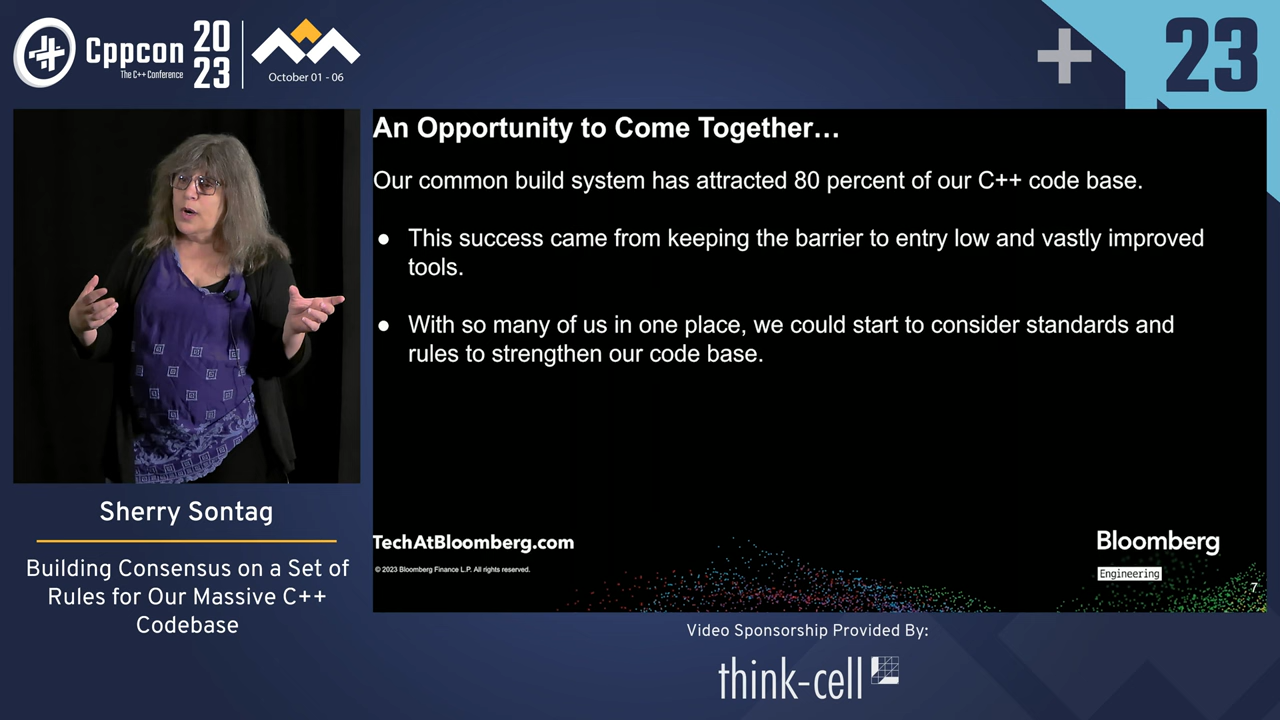 Cppcon
The C++ Conference
20
23
October 01 - 06
23
An Opportunity to Come Together…
Our common build system has attracted 80 percent of our C++ code base.
● This success came from keeping the barrier to entry low and vastly improved
tools.
● With so many of us in one place, we could start to consider standards and
rules to strengthen our code base.
TechAtBloomberg.com
© 2023 Bloomberg Finance L.P. All rights reserved.
Bloomberg
Engineering
7
Sherry Sontag
Building Consensus on a Set of
Rules for Our Massive C++
Codebase
Video Sponsorship Provided By:
think-cell